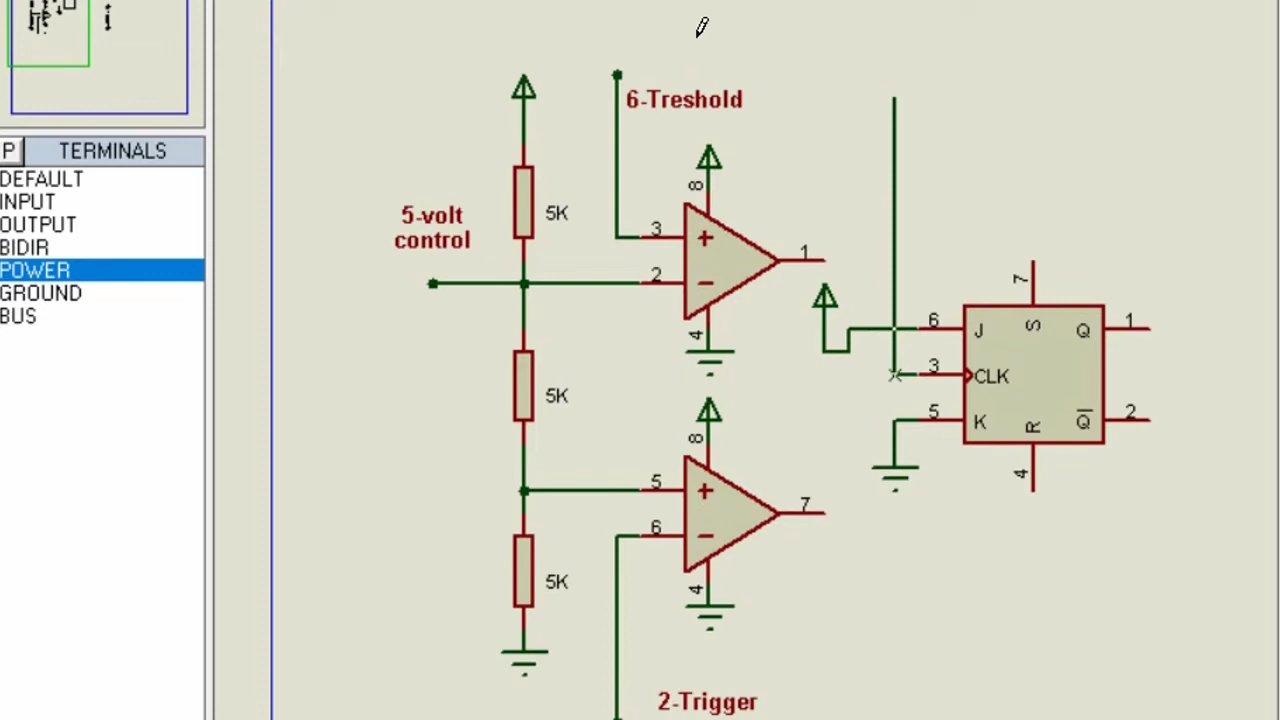 P TERMINALS
DEFAULT
INPUT
OUTPUT
BIDIR
POWER
GROUND
BUS
6-Treshold
8
5K
5-volt
control
3
+
1
2
−
4
7
6
J
S
Q
1
3
CLK
5
K
R
Q
2
4
5K
8
5
+
7
6
−
4
5K
2-Trigger